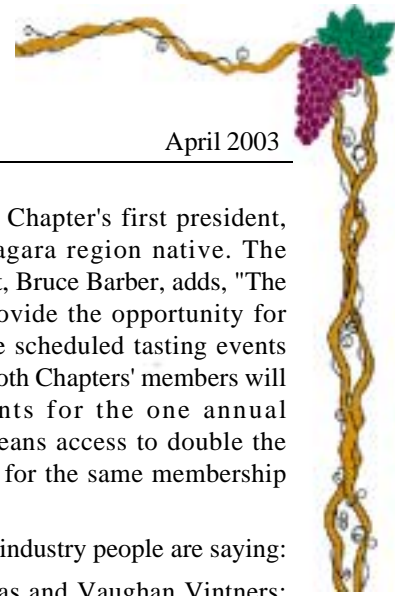 April 2003
Chapter's first president,
agara region native. The
t, Bruce Barber, adds, "The
ovide the opportunity for
e scheduled tasting events
oth Chapters' members will
nts for the one annual
eans access to double the
for the same membership
industry people are saying:
as and Vaughan Vintners: